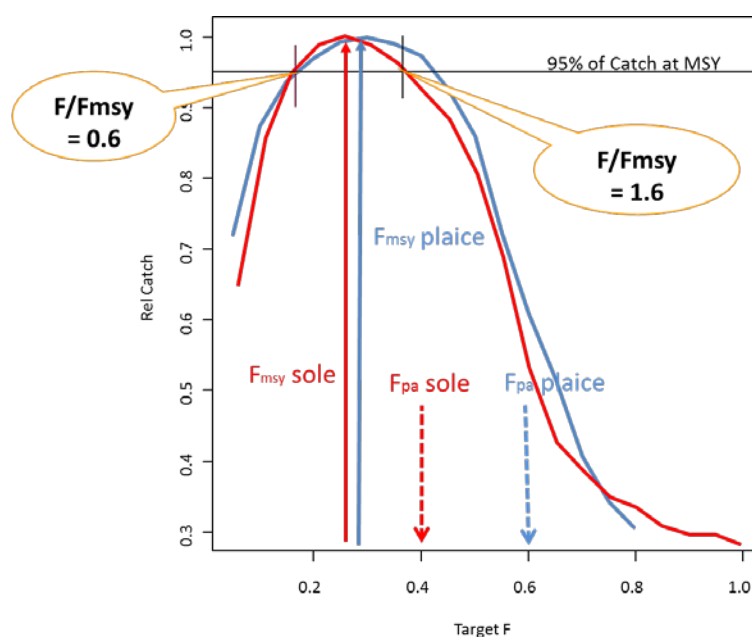 1.0
0.9
0.8
0.7
0.6
0.5
0.4
0.3
Rel Catch
95% of Catch at MSY
F/Fmsy
= 0.6
F/Fmsy
= 1.6
Fmsy plaice
Fmsy sole
Fpa sole
Fpa plaice
0.2
0.4
0.6
0.8
1.0
Target F